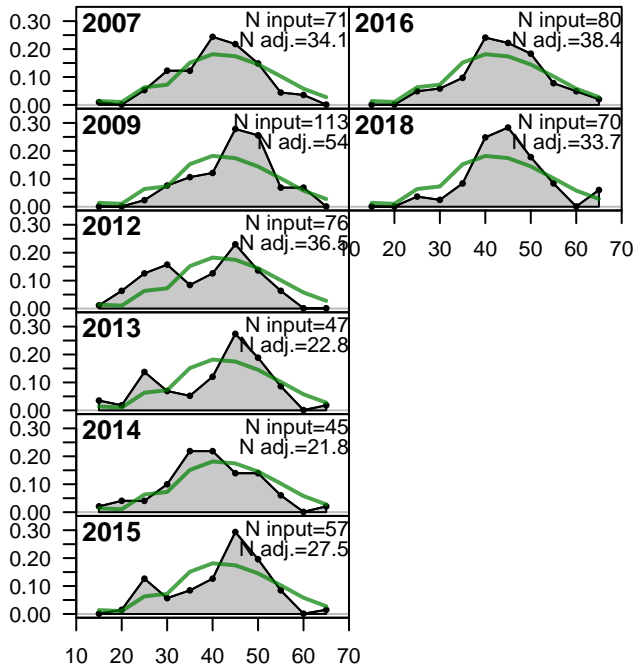 0.30
0.20
0.10
0.00
2007
N input=71
N adj.=34.1
2016
N input=80
N adj.=38.4
0.30
0.20
0.10
0.00
2009
N input=113
N adj.=54
2018
N input=70
N adj.=33.7
10 20 30 40 50 60 70
0.30
0.20
0.10
0.00
2012
N input=76
N adj.=36.5
0.30
0.20
0.10
0.00
2013
N input=47
N adj.=22.8
0.30
0.20
0.10
0.00
2014
N input=45
N adj.=21.8
0.30
0.20
0.10
0.00
2015
N input=57
N adj.=27.5
10 20 30 40 50 60 70